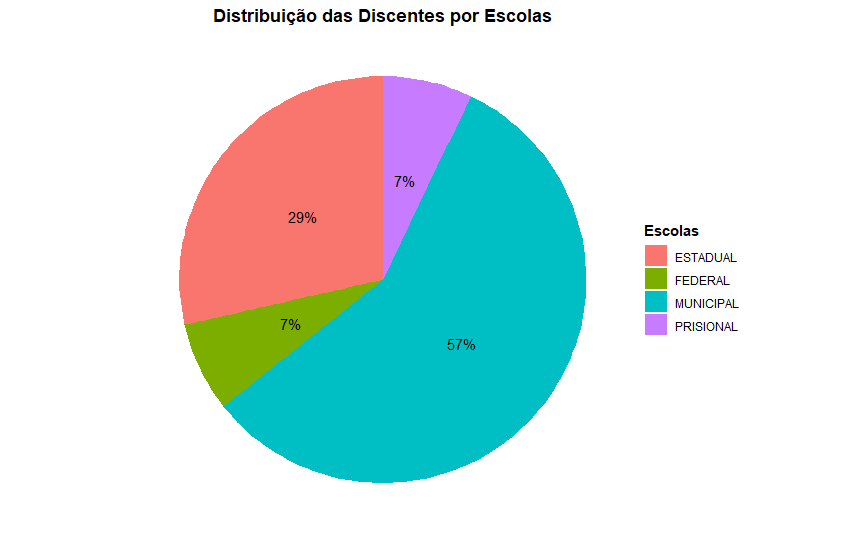 Distribuição das Discentes por Escolas
7%
29%
7%
57%
Escolas
ESTADUAL
FEDERAL
MUNICIPAL
PRISIONAL